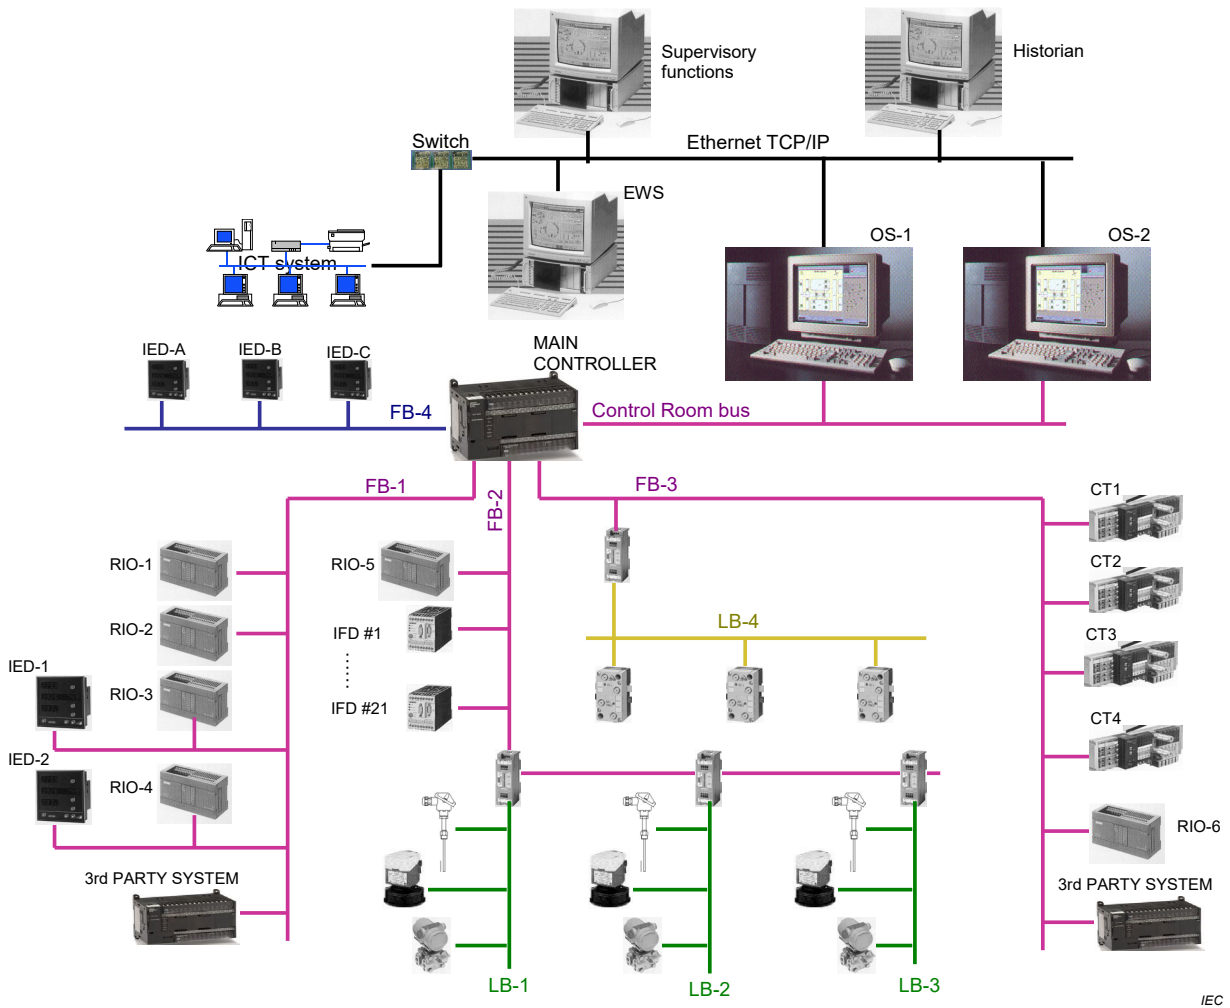 Supervisory
functions
Historian
Switch
Ethernet TCP/IP
EWS
OS-1
OS-2
ICT system
IED-A
IED-B
IED-C
MAIN
CONTROLLER
FB-4
Control Room bus
FB-1
FB-2
FB-3
CT1
RIO-1
RIO-5
CT2
RIO-2
IFD #1
LB-4
CT3
IED-1
RIO-3
IFD #21
CT4
IED-2
RIO-4
RIO-6
3rd PARTY SYSTEM
3rd PARTY SYSTEM
LB-1
LB-2
LB-3
IEC